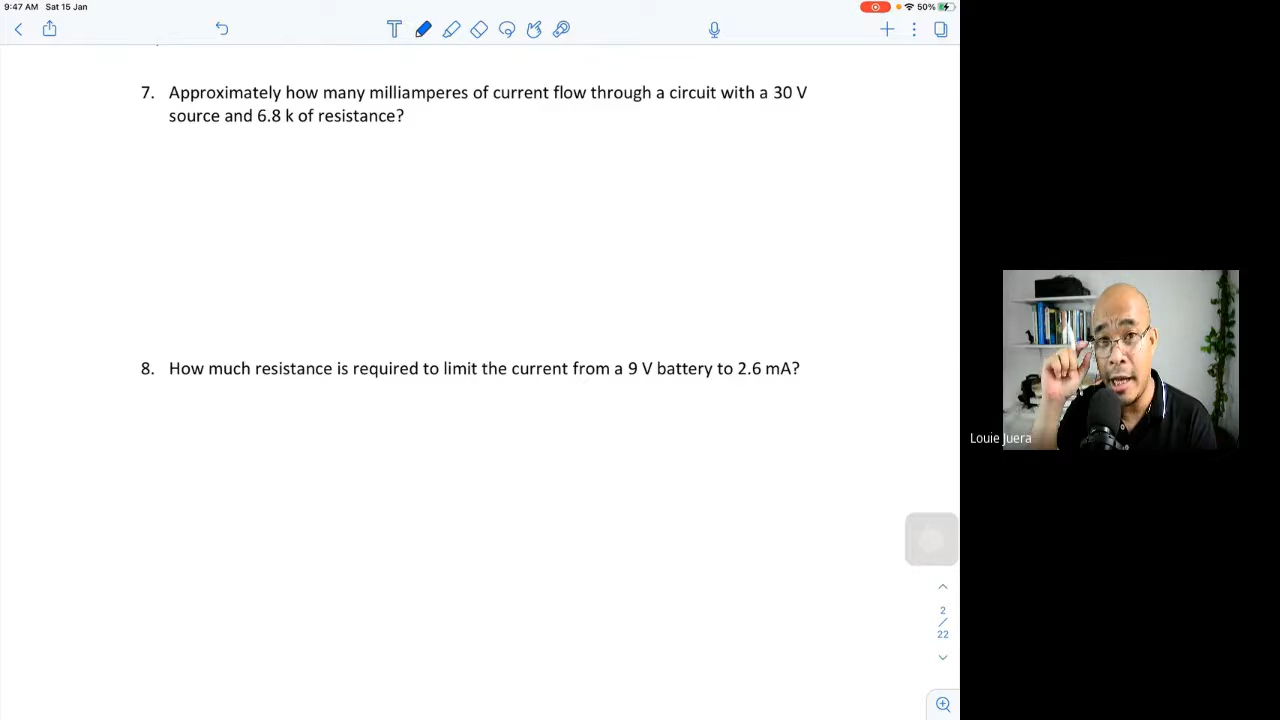 9:47 AM Sat 15 Jan
50%
T
7. Approximately how many milliamperes of current flow through a circuit with a 30 V
source and 6.8 k of resistance?
8. How much resistance is required to limit the current from a 9 V battery to 2.6 mA?
Louie Juera
2
/
22